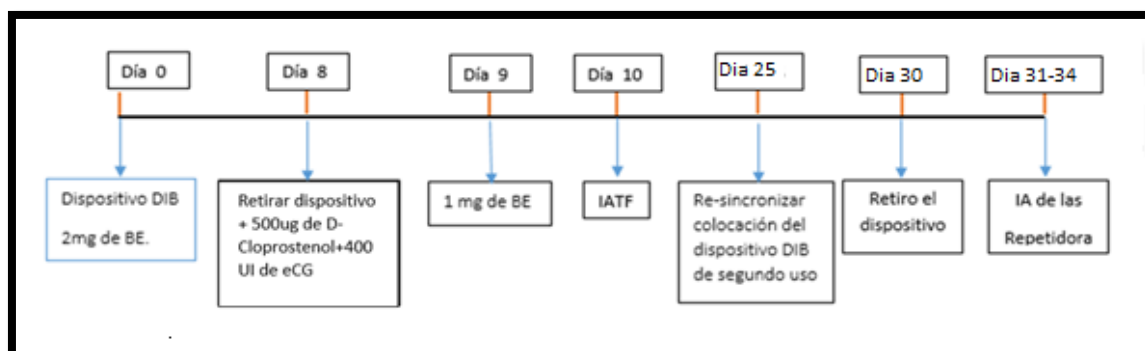 Día 0
Día 8
Día 9
Día 10
Dia 25 .
Dia 30
Dia 31-34
Dispositivo DIB
2mg de BE.
Retirar dispositivo
+ 500ug de D-
Cloprostenol+400
UI de eCG
1 mg de BE
IATF
Re-sincronizar
colocación del
dispositivo DIB
de segundo uso
Retiro el
dispositivo
IA de las
Repetidora
.